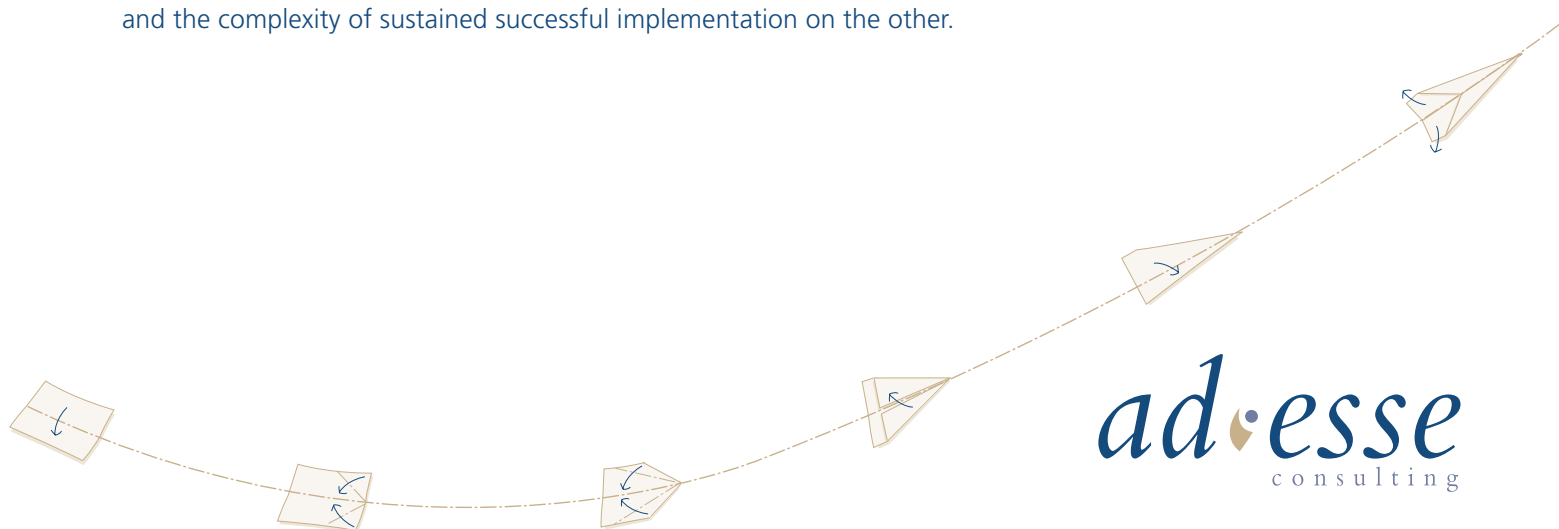 and the complexity of sustained successful implementation on the other.
ad esse
consulting